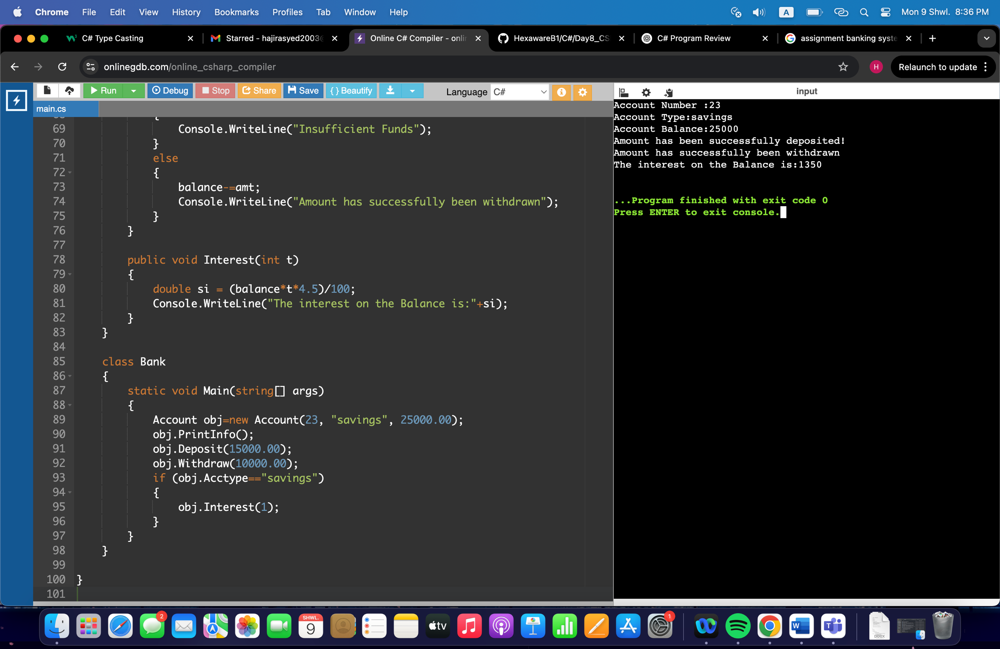 Chrome File Edit View History Bookmarks Profiles Tab Window Help A Mon 9 Shwl. 8:36 PM
C# Type Casting Starred - hajirasyed2003@ Online C# Compiler - onlin HexawareB1/C#/Day8_CS C# Program Review assignment banking syste
onlinegdb.com/online_csharp_compiler H Relaunch to update
Run Debug Stop Share Save { } Beautify Language C# input
main.cs
{
69 Console.WriteLine("Insufficient Funds");
70 }
71 else
72 {
73 balance-=amt;
74 Console.WriteLine("Amount has successfully been withdrawn");
75 }
76 }
77
78 public void Interest(int t)
79 {
80 double si = (balance*t*4.5)/100;
81 Console.WriteLine("The interest on the Balance is:"+si);
82 }
83 }
84
85 class Bank
86 {
87 static void Main(string[] args)
88 {
89 Account obj=new Account(23, "savings", 25000.00);
90 obj.PrintInfo();
91 obj.Deposit(15000.00);
92 obj.Withdraw(10000.00);
93 if (obj.Acctype=="savings")
94 {
95 obj.Interest(1);
96 }
97 }
98 }
99
100 }
101
Account Number :23
Account Type:savings
Account Balance:25000
Amount has been successfully deposited!
Amount has successfully been withdrawn
The interest on the Balance is:1350
...Program finished with exit code 0
Press ENTER to exit console.
2
SHWL.
9
tv
1
W
T
DOCX